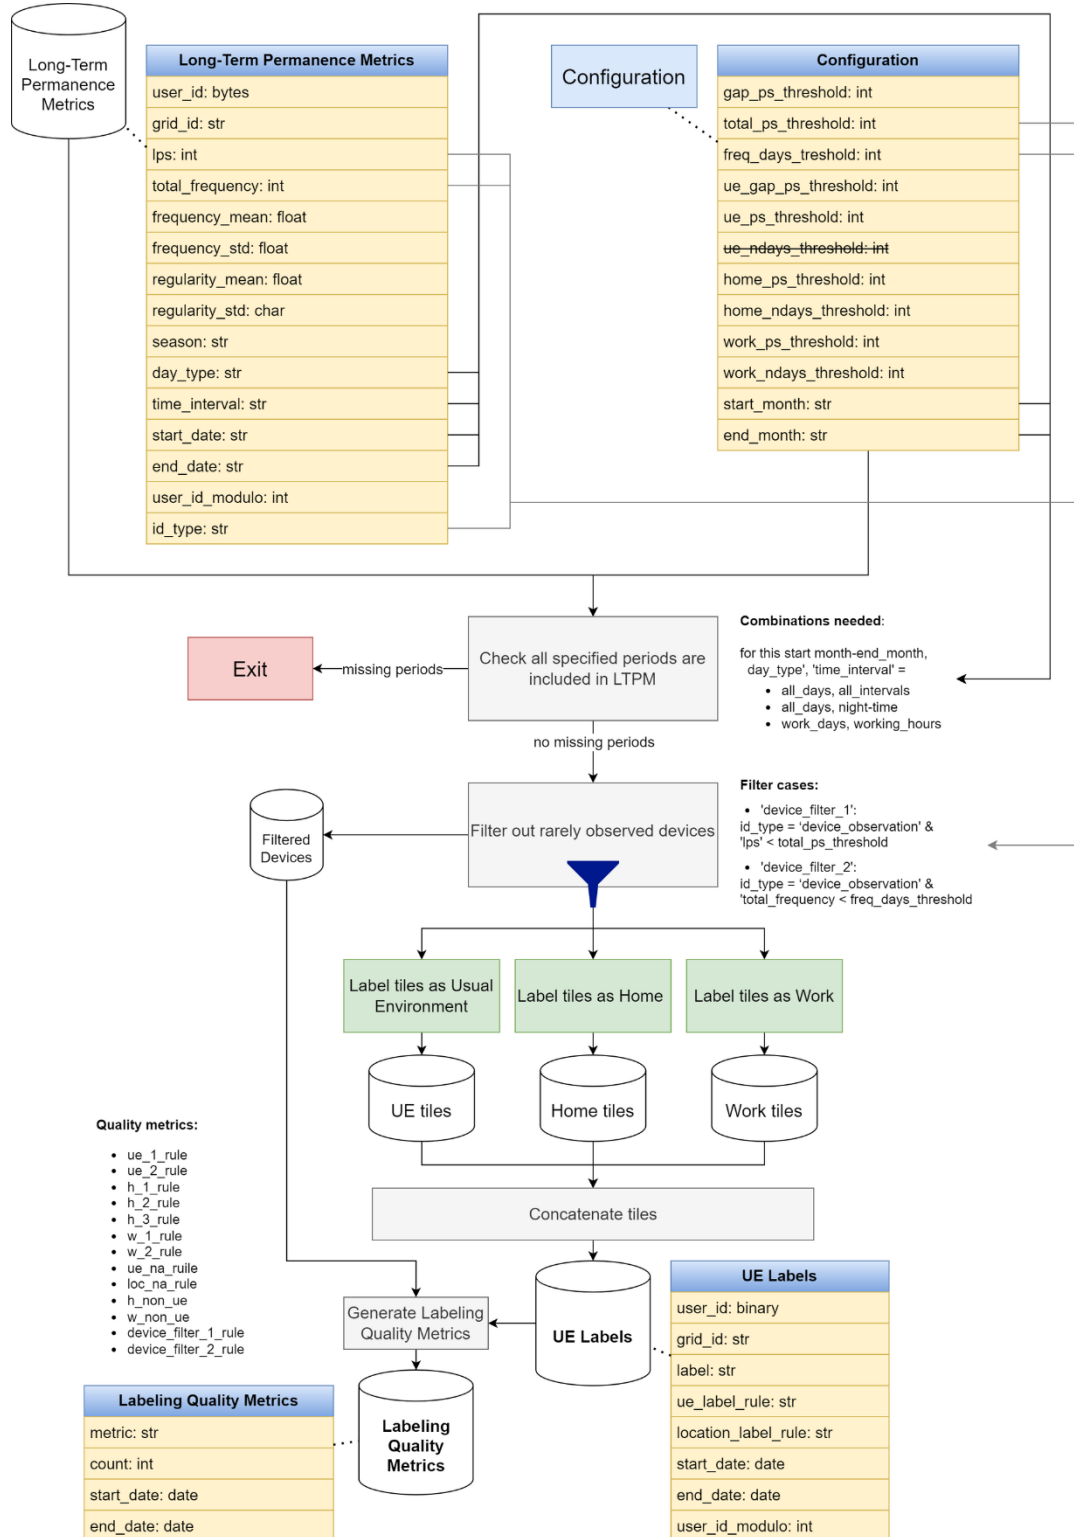 Long-Term
Permanence
Metrics
Long-Term Permanence Metrics
user_id: bytes
grid_id: str
lps: int
total_frequency: int
frequency_mean: float
frequency_std: float
regularity_mean: float
regularity_std: char
season: str
day_type: str
time_interval: str
start_date: str
end_date: str
user_id_modulo: int
id_type: str
Configuration
Configuration
gap_ps_threshold: int
total_ps_threshold: int
freq_days_treshold: int
ue_gap_ps_threshold: int
ue_ps_threshold: int
ue_ndays_threshold: int
home_ps_threshold: int
home_ndays_threshold: int
work_ps_threshold: int
work_ndays_threshold: int
start_month: str
end_month: str
Exit
missing periods
Check all specified periods are
included in LTPM
Combinations needed:
for this start month-end_month,
day_type', 'time_interval' =
• all_days, all_intervals
• all_days, night-time
• work_days, working_hours
no missing periods
Filtered
Devices
Filter out rarely observed devices
Filter cases:
• 'device_filter_1':
id_type = ‘device_observation' &
'lps' < total_ps_threshold
• 'device_filter_2':
id_type = ‘device_observation' &
'total_frequency < freq_days_threshold
Label tiles as Usual
Environment
Label tiles as Home
Label tiles as Work
UE tiles
Home tiles
Work tiles
Quality metrics:
• ue_1_rule
• ue_2_rule
• h_1_rule
• h_2_rule
• h_3_rule
• w_1_rule
• w_2_rule
• ue_na_ruile
• loc_na_rule
• h_non_ue
• w_non_ue
• device_filter_1_rule
• device_filter_2_rule
Concatenate tiles
Generate Labeling
Quality Metrics
UE Labels
UE Labels
user_id: binary
grid_id: str
label: str
ue_label_rule: str
location_label_rule: str
start_date: date
end_date: date
user_id_modulo: int
Labeling Quality Metrics
metric: str
count: int
start_date: date
end_date: date
Labeling
Quality
Metrics